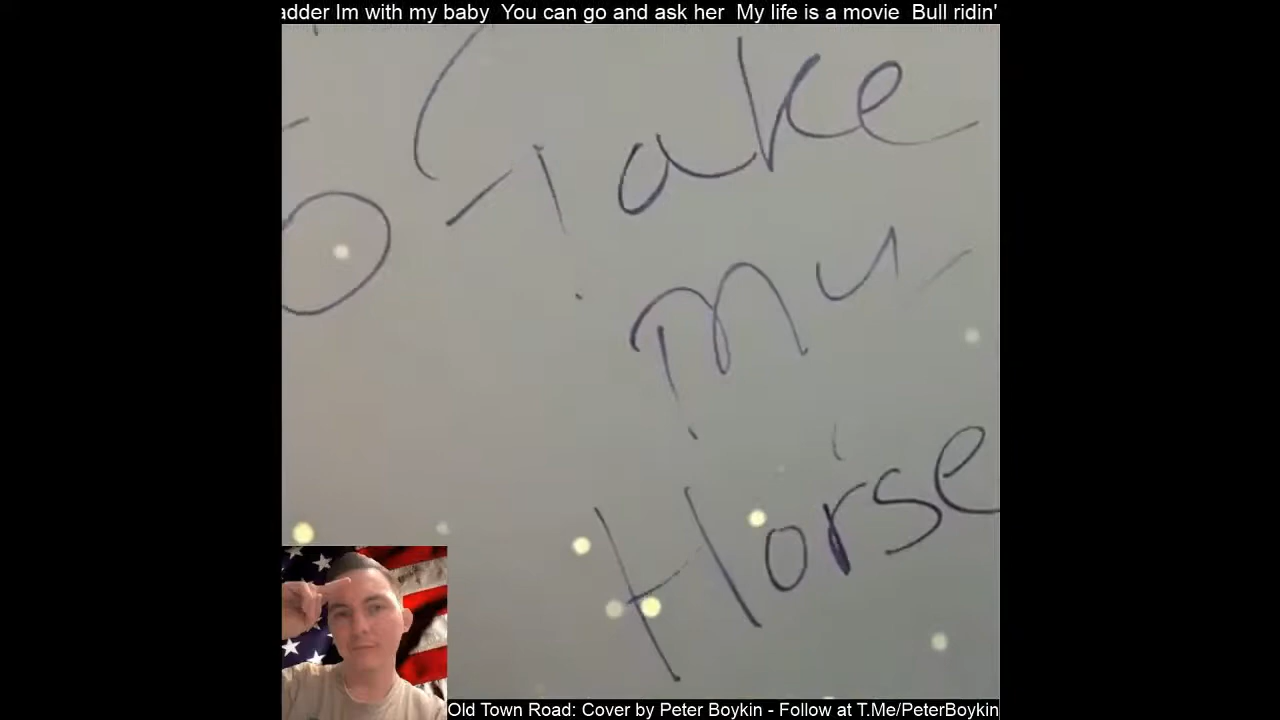 adder Im with my baby  You can go and ask her  My life is a movie  Bull ridin'
Take
my
Horse
Old Town Road: Cover by Peter Boykin - Follow at T.Me/PeterBoykin